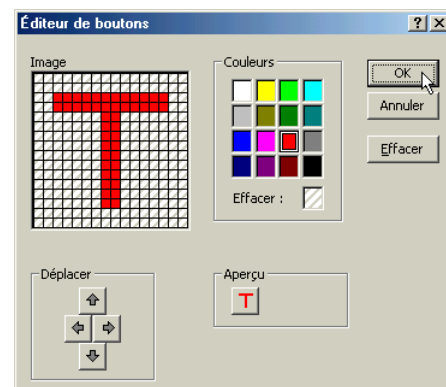 Éditeur de boutons
Image
Couleurs
OK
Annuler
Effacer
Effacer :
Déplacer
Aperçu
T